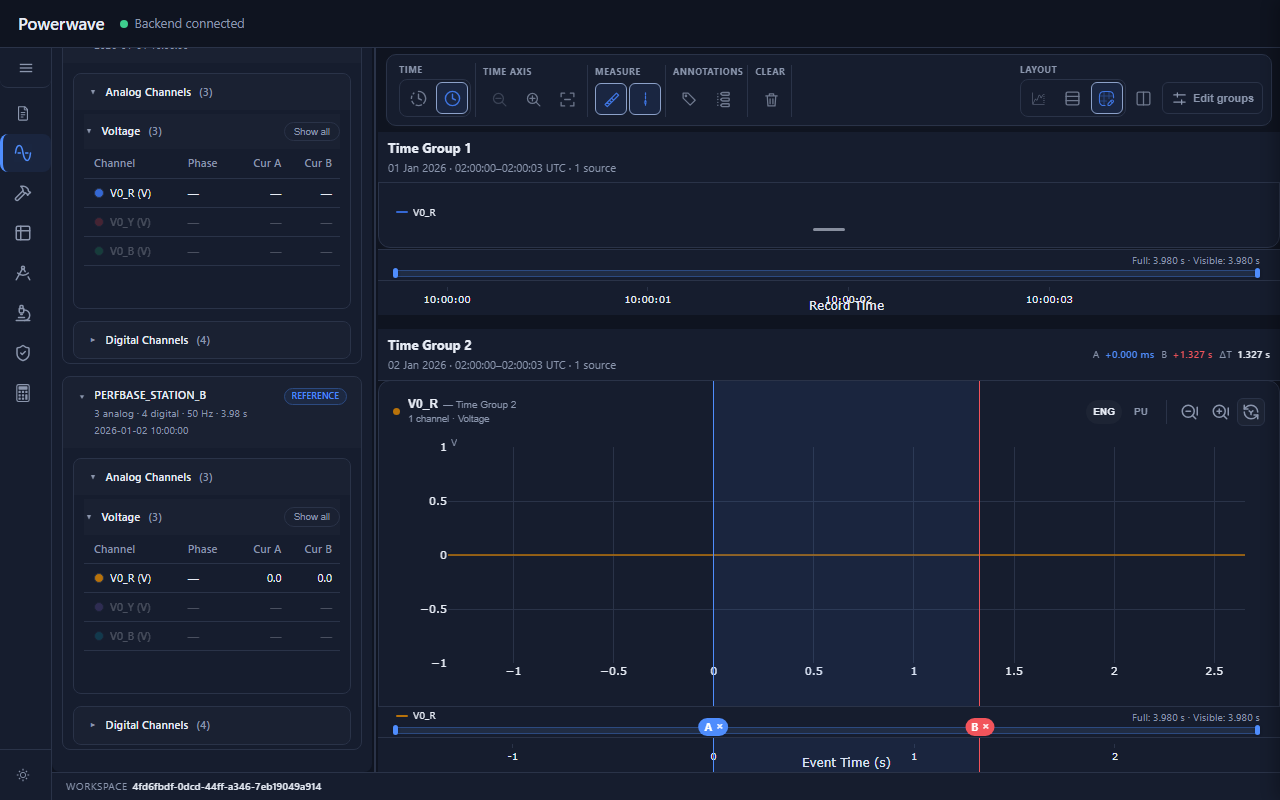 Powerwave Backend connected
Analog Channels (3)
Voltage (3) Show all
Channel Phase Cur A Cur B
V0_R (V) — — —
V0_Y (V) — — —
V0_B (V) — — —
Digital Channels (4)
PERFBASE_STATION_B REFERENCE
3 analog · 4 digital · 50 Hz · 3.98 s
2026-01-02 10:00:00
Analog Channels (3)
Voltage (3) Show all
Channel Phase Cur A Cur B
V0_R (V) — 0.0 0.0
V0_Y (V) — — —
V0_B (V) — — —
Digital Channels (4)
TIME TIME AXIS MEASURE ANNOTATIONS CLEAR LAYOUT
Edit groups
Time Group 1
01 Jan 2026 · 02:00:00–02:00:03 UTC · 1 source
V0_R
Full: 3.980 s · Visible: 3.980 s
10:00:00 10:00:01 10:00:02 10:00:03
Record Time
Time Group 2
02 Jan 2026 · 02:00:00–02:00:03 UTC · 1 source
A +0.000 ms B +1.327 s ΔT 1.327 s
V0_R — Time Group 2
1 channel · Voltage
ENG PU
V
1
0.5
0
−0.5
−1
−1 −0.5 0 0.5 1 1.5 2 2.5
V0_R
Full: 3.980 s · Visible: 3.980 s
A × B ×
-1 0 1 2
Event Time (s)
WORKSPACE 4fd6fbdf-0dcd-44ff-a346-7eb19049a914